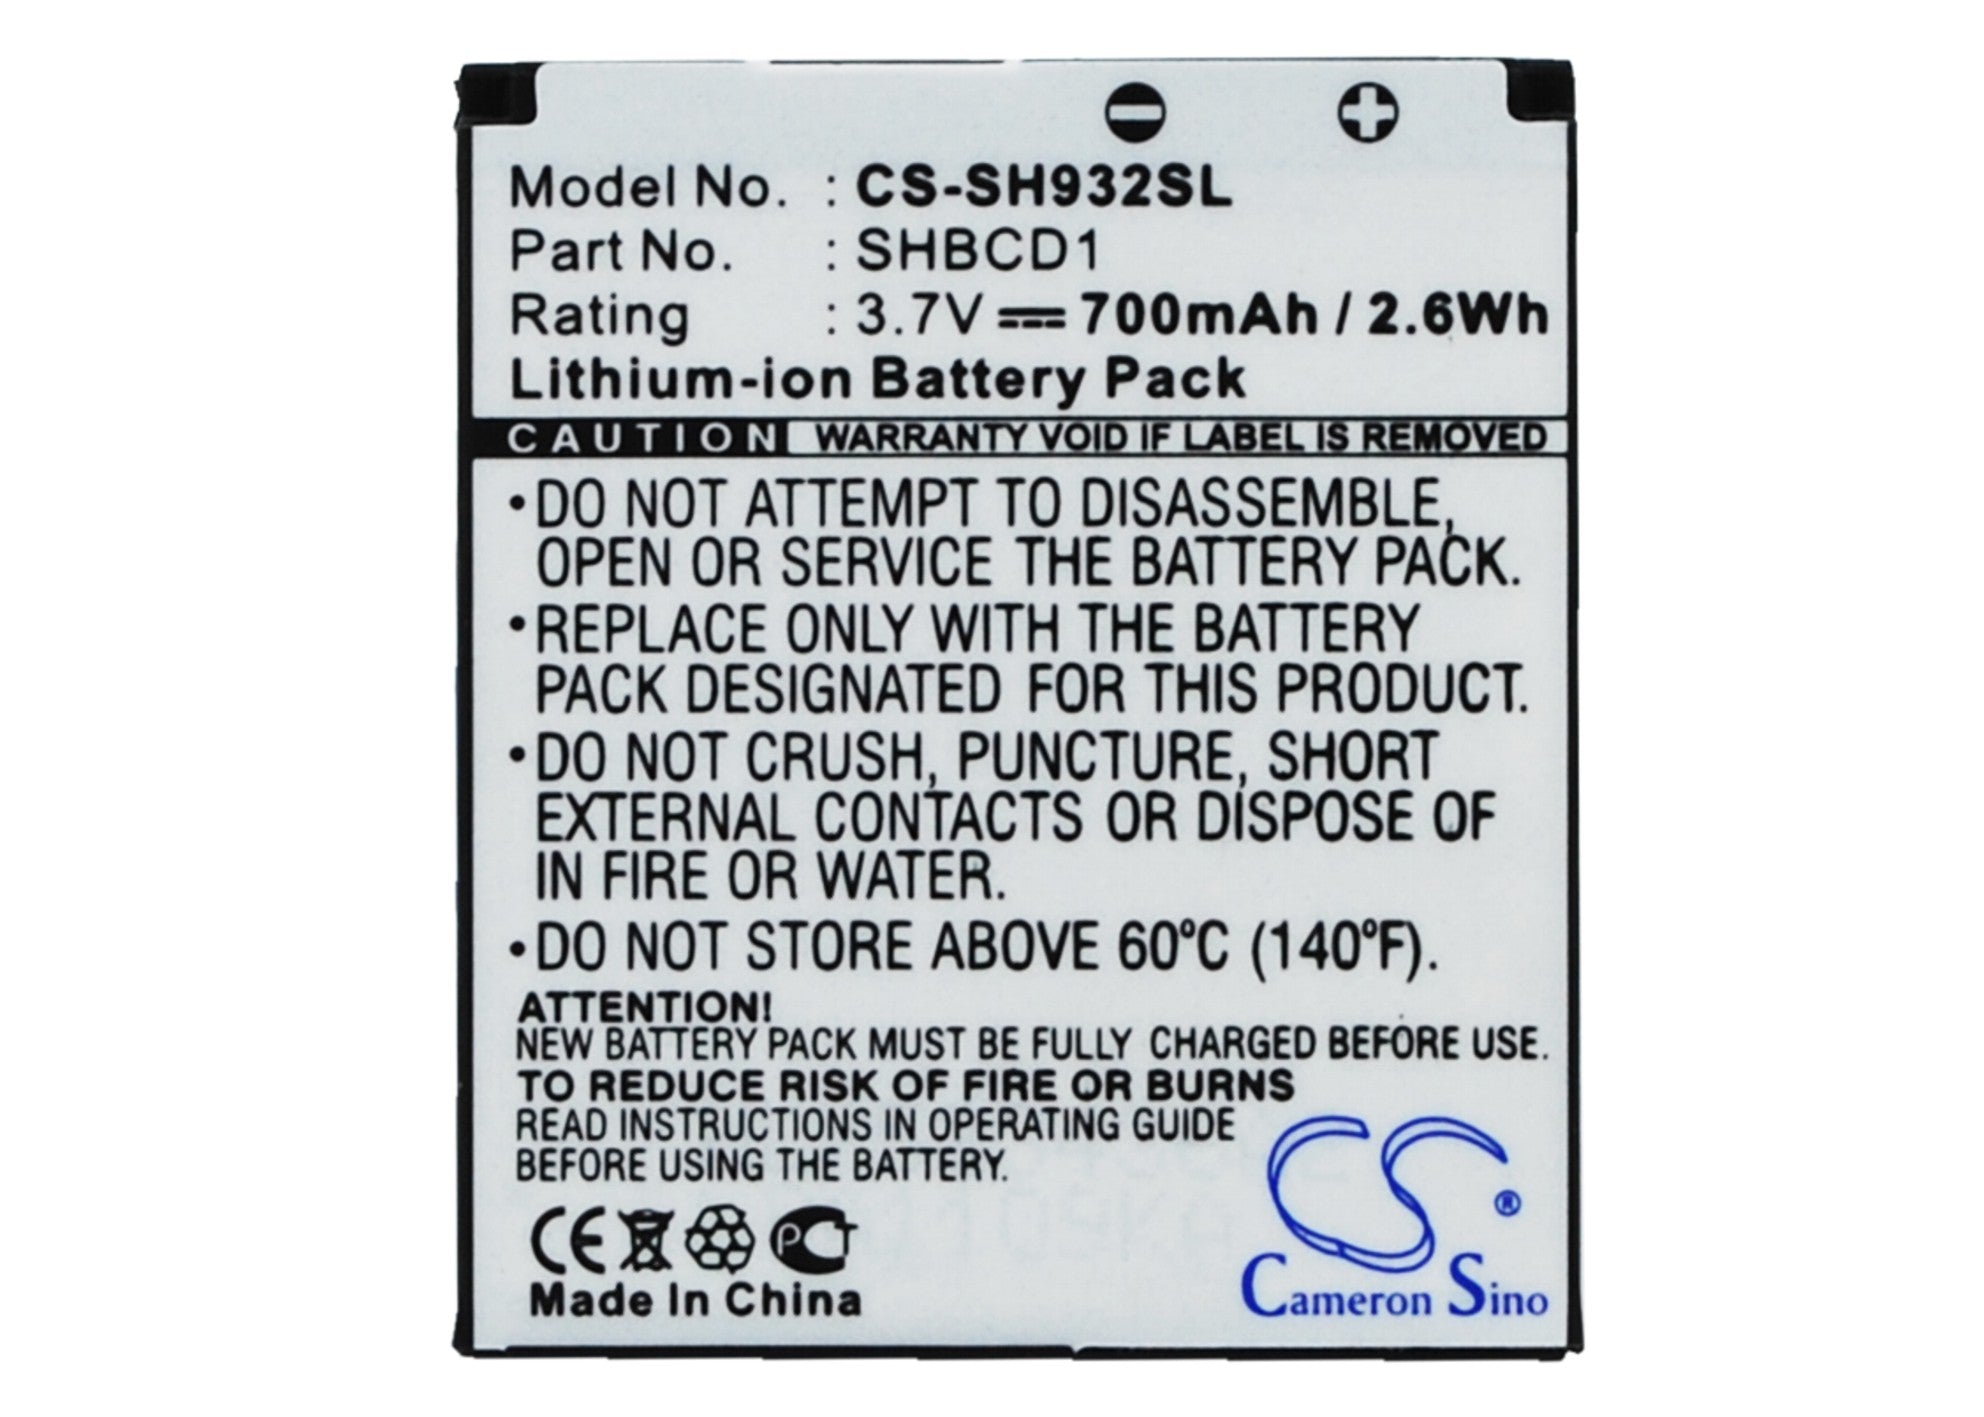 Model No. : CS-SH932SL
Part No. : SHBCD1
Rating : 3.7V 700mAh / 2.6Wh
Lithium-ion Battery Pack
CAUTION WARRANTY VOID IF LABEL IS REMOVED
•DO NOT ATTEMPT TO DISASSEMBLE,
OPEN OR SERVICE THE BATTERY PACK.
•REPLACE ONLY WITH THE BATTERY
PACK DESIGNATED FOR THIS PRODUCT.
•DO NOT CRUSH, PUNCTURE, SHORT
EXTERNAL CONTACTS OR DISPOSE OF
IN FIRE OR WATER.
•DO NOT STORE ABOVE 60°C (140°F).
ATTENTION!
NEW BATTERY PACK MUST BE FULLY CHARGED BEFORE USE.
TO REDUCE RISK OF FIRE OR BURNS
READ INSTRUCTIONS IN OPERATING GUIDE
BEFORE USING THE BATTERY.
CE PCT
Made In China
CS ®
Cameron Sino